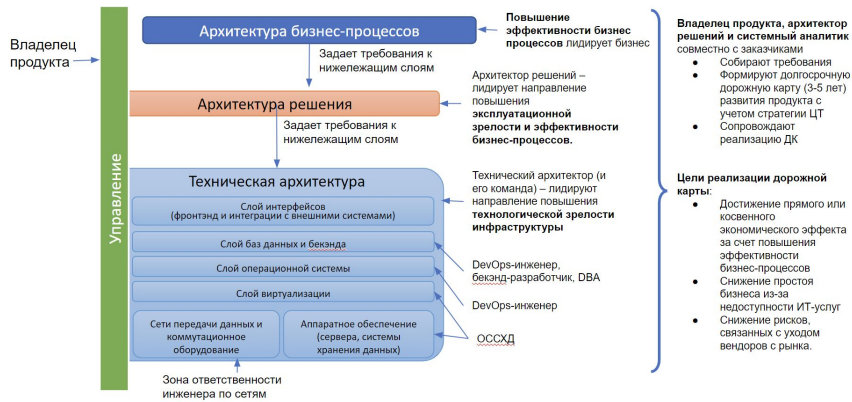 Владелец
продукта
Управление
Архитектура бизнес-процессов
Задает требования к
нижележащим слоям
Архитектура решения
Задает требования к
нижележащим слоям
Техническая архитектура
Слой интерфейсов
(фронтэнд и интеграции с внешними системами)
Слой баз данных и бекэнда
Слой операционной системы
Слой виртуализации
Сети передачи данных и
коммутационное
оборудование
Аппаратное обеспечение
(сервера, системы
хранения данных)
Зона ответственности
инженера по сетям
Повышение
эффективности бизнес
процессов лидирует бизнес
Архитектор решений –
лидирует направление
повышения
эксплуатационной
зрелости и эффективности
бизнес-процессов.
Технический архитектор (и
его команда) – лидируют
направление повышения
технологической зрелости
инфраструктуры
DevOps-инженер,
бекэнд-разработчик, DBA
DevOps-инженер
ОССХД
Владелец продукта, архитектор
решений и системный аналитик
совместно с заказчиками
● Собирают требования
● Формируют долгосрочную
дорожную карту (3-5 лет)
развития продукта с
учетом стратегии ЦТ
● Сопровождают
реализацию ДК
Цели реализации дорожной
карты:
● Достижение прямого или
косвенного
экономического эффекта
за счет повышения
эффективности
бизнес-процессов
● Снижение простоя
бизнеса из-за
недоступности ИТ-услуг
● Снижение рисков,
связанных с уходом
вендоров с рынка.